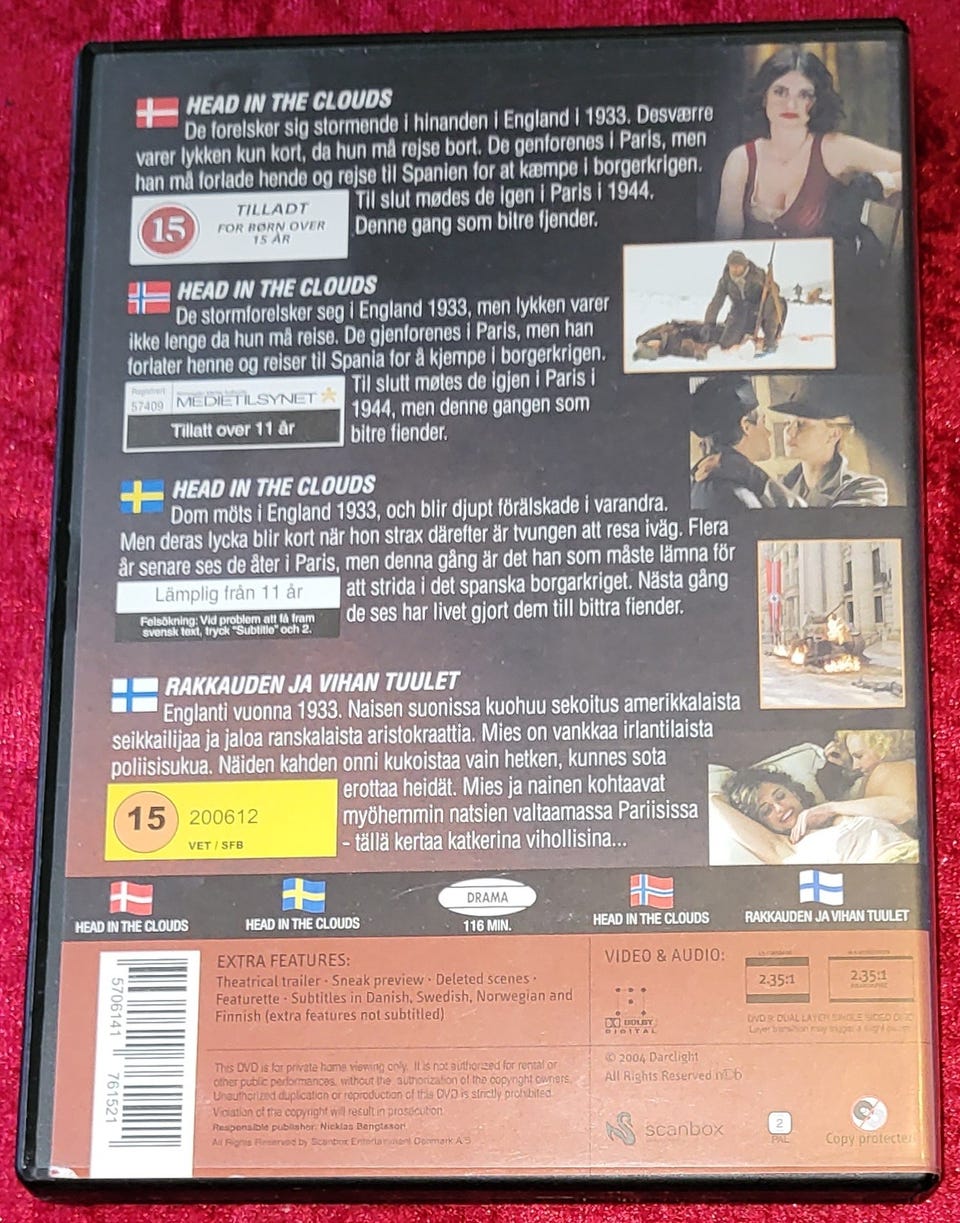 HEAD IN THE CLOUDS
De forelsker sig stormende i hinanden i England i 1933. Desværre
varer lykken kun kort, da hun må rejse bort. De genforenes i Paris, men
han må forlade hende og rejse til Spanien for at kæmpe i borgerkrigen.
Til slut mødes de igen i Paris i 1944.
Denne gang som bitre fjender.
15
TILLADT
FOR BØRN OVER
15 ÅR
HEAD IN THE CLOUDS
De stormforelsker seg i England 1933, men lykken varer
ikke lenge da hun må reise. De gjenforenes i Paris, men han
forlater henne og reiser til Spania for å kjempe i borgerkrigen.
Til slutt møtes de igjen i Paris i
1944, men denne gangen som
bitre fiender.
Registrert
57409
MEDIETILSYNET
Tillatt over 11 år
HEAD IN THE CLOUDS
Dom möts i England 1933, och blir djupt förälskade i varandra.
Men deras lycka blir kort när hon strax därefter är tvungen att resa iväg. Flera
år senare ses de åter i Paris, men denna gång är det han som måste lämna för
att strida i det spanska borgarkriget. Nästa gång
de ses har livet gjort dem till bittra fiender.
Lämplig från 11 år
Felsökning: Vid problem att få fram
svensk text, tryck "Subtitle" och 2.
RAKKAUDEN JA VIHAN TUULET
Englanti vuonna 1933. Naisen suonissa kuohuu sekoitus amerikkalaista
seikkailijaa ja jaloa ranskalaista aristokraattia. Mies on vankkaa irlantilaista
poliisisukua. Näiden kahden onni kukoistaa vain hetken, kunnes sota
erottaa heidät. Mies ja nainen kohtaavat
myöhemmin natsien valtaamassa Pariisissa
- tällä kertaa katkerina vihollisina...
15
200612
VET / SFB
HEAD IN THE CLOUDS
HEAD IN THE CLOUDS
DRAMA
116 MIN.
HEAD IN THE CLOUDS
RAKKAUDEN JA VIHAN TUULET
5706141 761521
EXTRA FEATURES:
Theatrical trailer · Sneak preview · Deleted scenes ·
Featurette · Subtitles in Danish, Swedish, Norwegian and
Finnish (extra features not subtitled)
VIDEO & AUDIO:
DOLBY
DIGITAL
2.35:1
2.35:1
DVD 9: DUAL LAYER SINGLE SIDED DISC
Layer transition may trigger a slight pause
This DVD is for private home viewing only. It is not authorized for rental or
other public performances, without the authorization of the copyright owners.
Unauthorized duplication or reproduction of this DVD is strictly prohibited.
Violation of the copyright will result in prosecution.
Responsible publisher: Nicklas Bengtsson
All Rights Reserved by Scanbox Entertainment Denmark A/S
© 2004 Darclight
All Rights Reserved n©b
scanbox
2
PAL
Copy protected